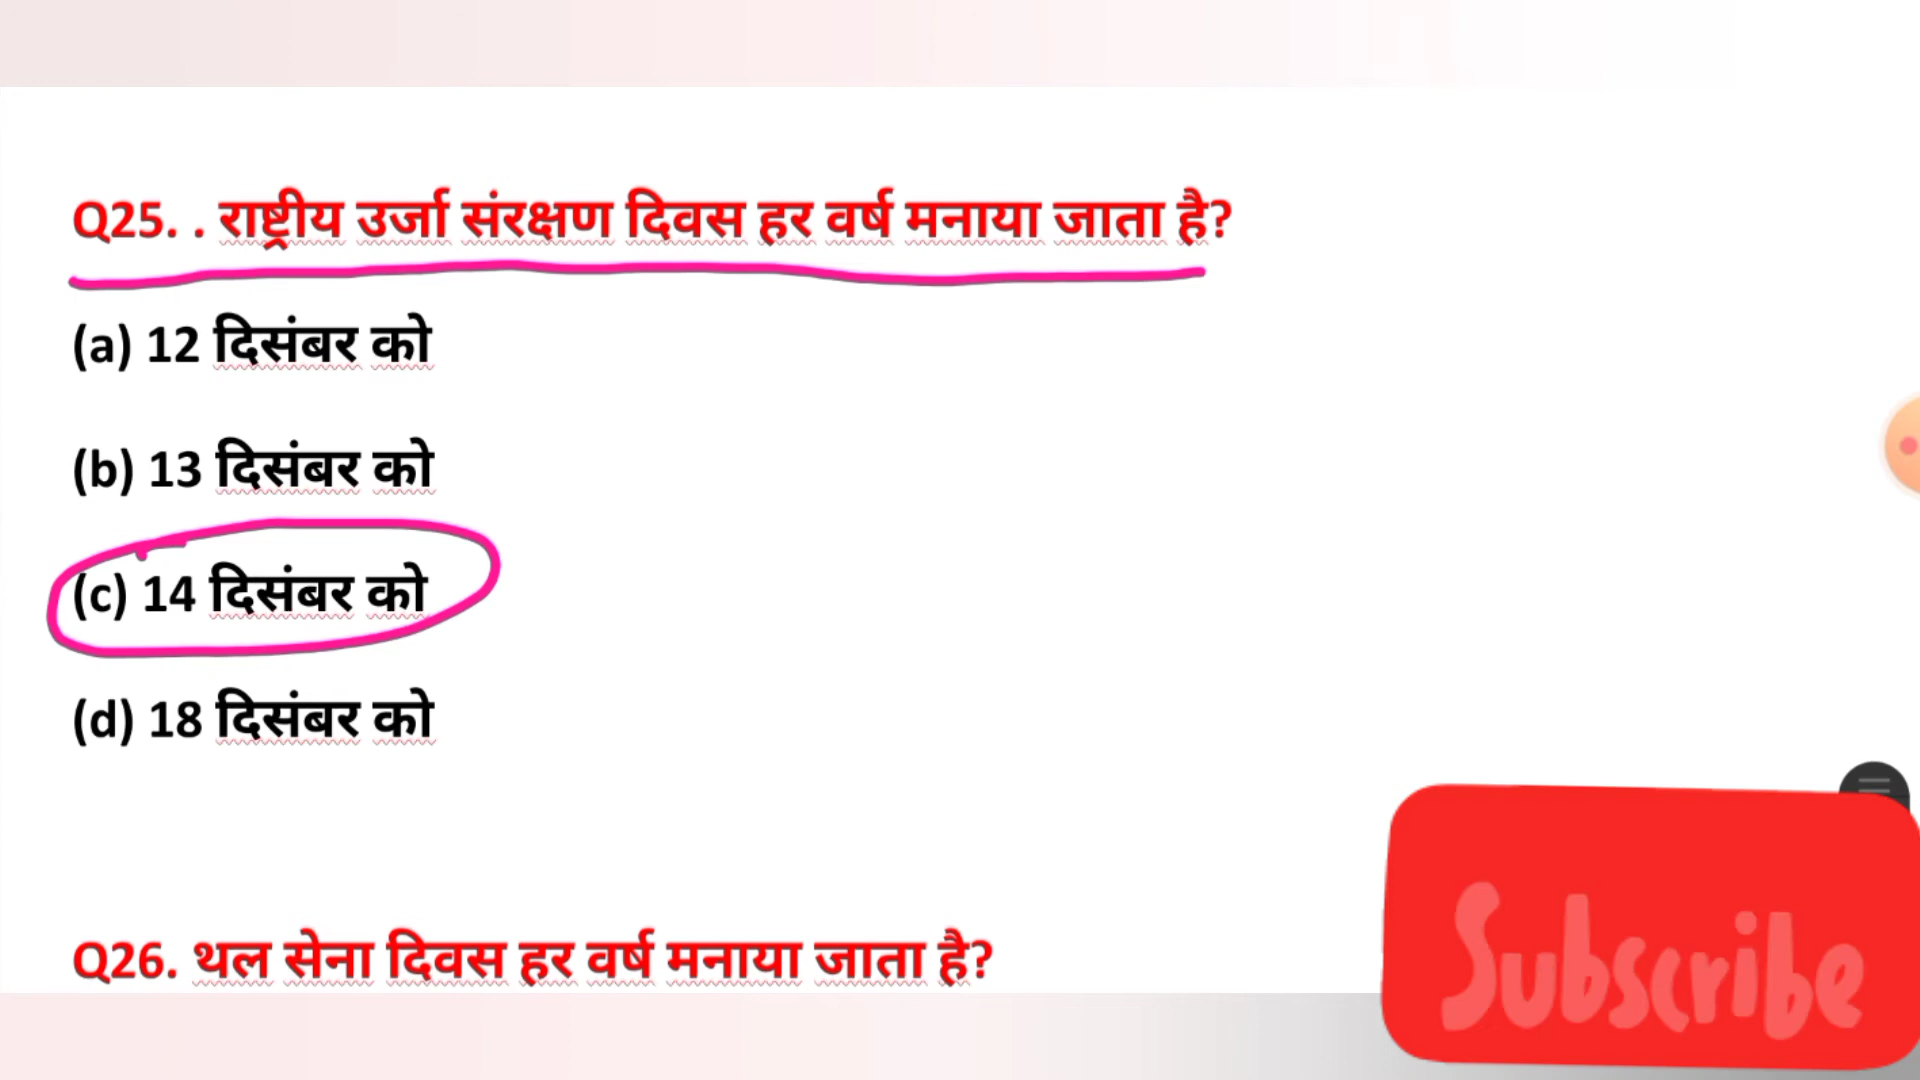 Q25. . राष्ट्रीय उर्जा संरक्षण दिवस हर वर्ष मनाया जाता है?
(a) 12 दिसंबर को
(b) 13 दिसंबर को
(c) 14 दिसंबर को
(d) 18 दिसंबर को
Q26. थल सेना दिवस हर वर्ष मनाया जाता है?
Subscribe